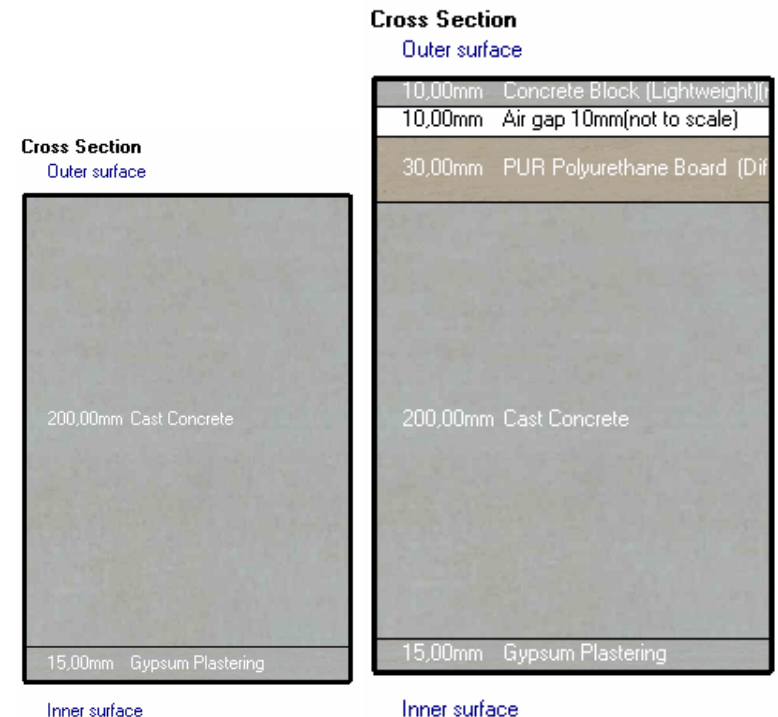 Cross Section
Outer surface
200,00mm Cast Concrete
15,00mm Gypsum Plastering
Inner surface
Cross Section
Outer surface
10,00mm Concrete Block (Lightweight)(
10,00mm Air gap 10mm(not to scale)
30,00mm PUR Polyurethane Board (Dif
200,00mm Cast Concrete
15,00mm Gypsum Plastering
Inner surface